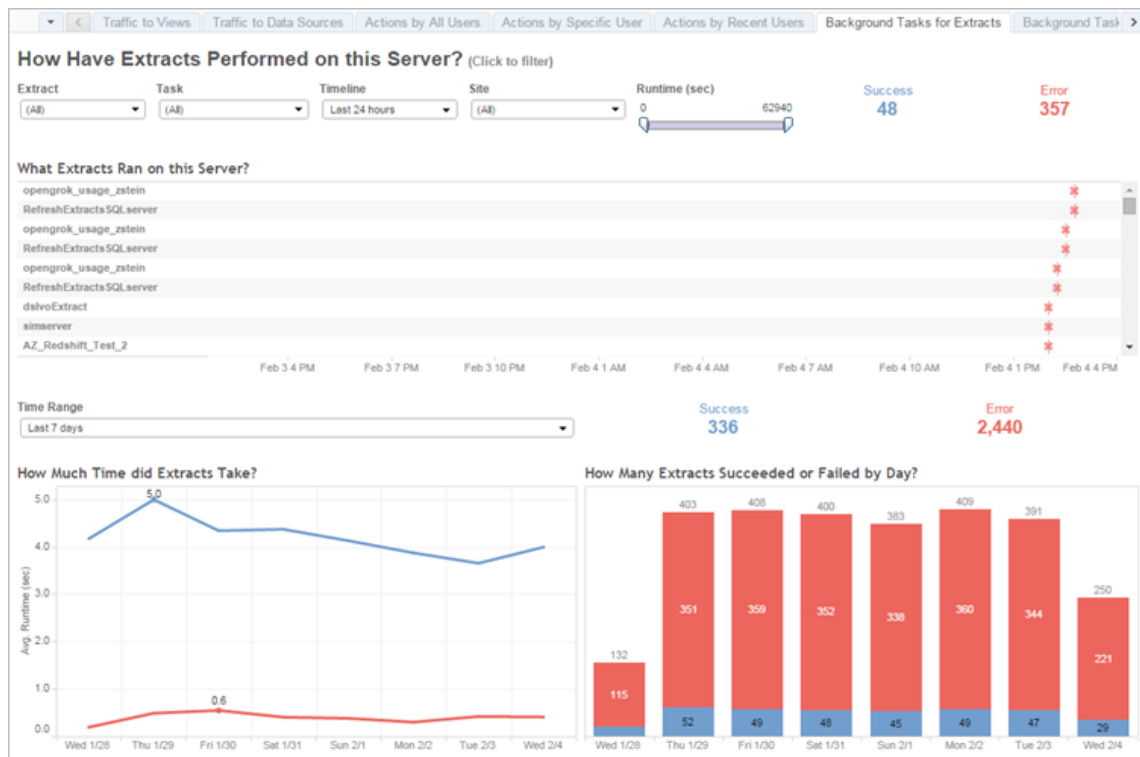 Traffic to Views Traffic to Data Sources Actions by All Users Actions by Specific User Actions by Recent Users Background Tasks for Extracts Background Task
How Have Extracts Performed on this Server? (Click to filter)
Extract Task Timeline Site Runtime (sec) Success Error
(All) (All) Last 24 hours (All) 0 62940 48 357
What Extracts Ran on this Server?
opengrok_usage_zstein
RefreshExtractsSQLserver
opengrok_usage_zstein
RefreshExtractsSQLserver
opengrok_usage_zstein
RefreshExtractsSQLserver
dslvoExtract
simserver
AZ_Redshift_Test_2
Feb 3 4 PM Feb 3 7 PM Feb 3 10 PM Feb 4 1 AM Feb 4 4 AM Feb 4 7 AM Feb 4 10 AM Feb 4 1 PM Feb 4 4 PM
Time Range Success Error
Last 7 days 336 2,440
How Much Time did Extracts Take?
5.0
5.0
4.0
3.0
2.0
1.0
0.6
0.0
Avg. Runtime (sec)
Wed 1/28 Thu 1/29 Fri 1/30 Sat 1/31 Sun 2/1 Mon 2/2 Tue 2/3 Wed 2/4
How Many Extracts Succeeded or Failed by Day?
132 403 408 400 383 409 391 250
115 351 359 352 338 360 344 221
52 49 48 45 49 47 29
Wed 1/28 Thu 1/29 Fri 1/30 Sat 1/31 Sun 2/1 Mon 2/2 Tue 2/3 Wed 2/4